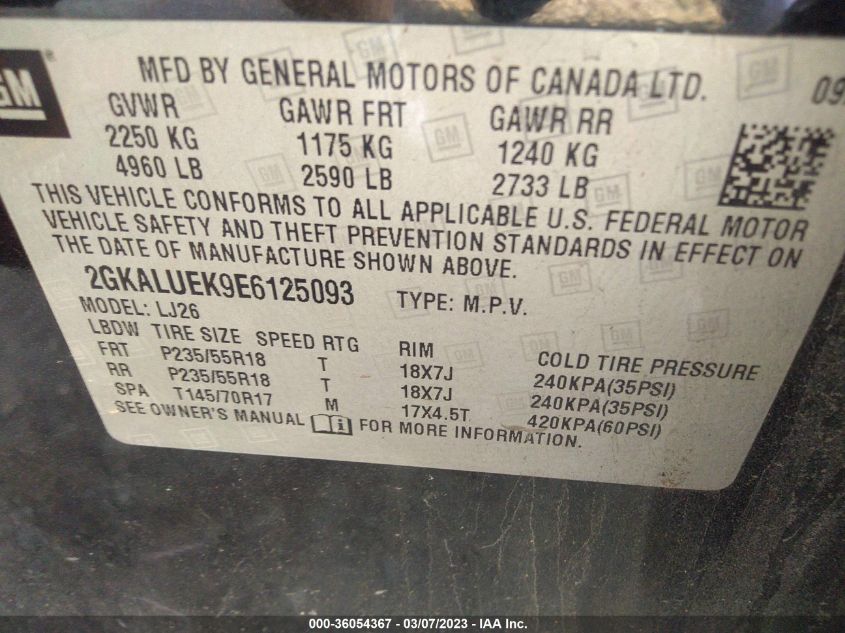 GM
MFD BY GENERAL MOTORS OF CANADA LTD.
09
GVWR GAWR FRT GAWR RR
2250 KG 1175 KG 1240 KG
4960 LB 2590 LB 2733 LB
THIS VEHICLE CONFORMS TO ALL APPLICABLE U.S. FEDERAL MOTOR
VEHICLE SAFETY AND THEFT PREVENTION STANDARDS IN EFFECT ON
THE DATE OF MANUFACTURE SHOWN ABOVE.
2GKALUEK9E6125093 TYPE: M.P.V.
MODEL: LJ26
LBDW TIRE SIZE SPEED RTG RIM COLD TIRE PRESSURE
FRT P235/55R18 T 18X7J 240KPA(35PSI)
RR P235/55R18 T 18X7J 240KPA(35PSI)
SPA T145/70R17 M 17X4.5T 420KPA(60PSI)
SEE OWNER'S MANUAL i FOR MORE INFORMATION.
000-36054367 - 03/07/2023 - IAA Inc.